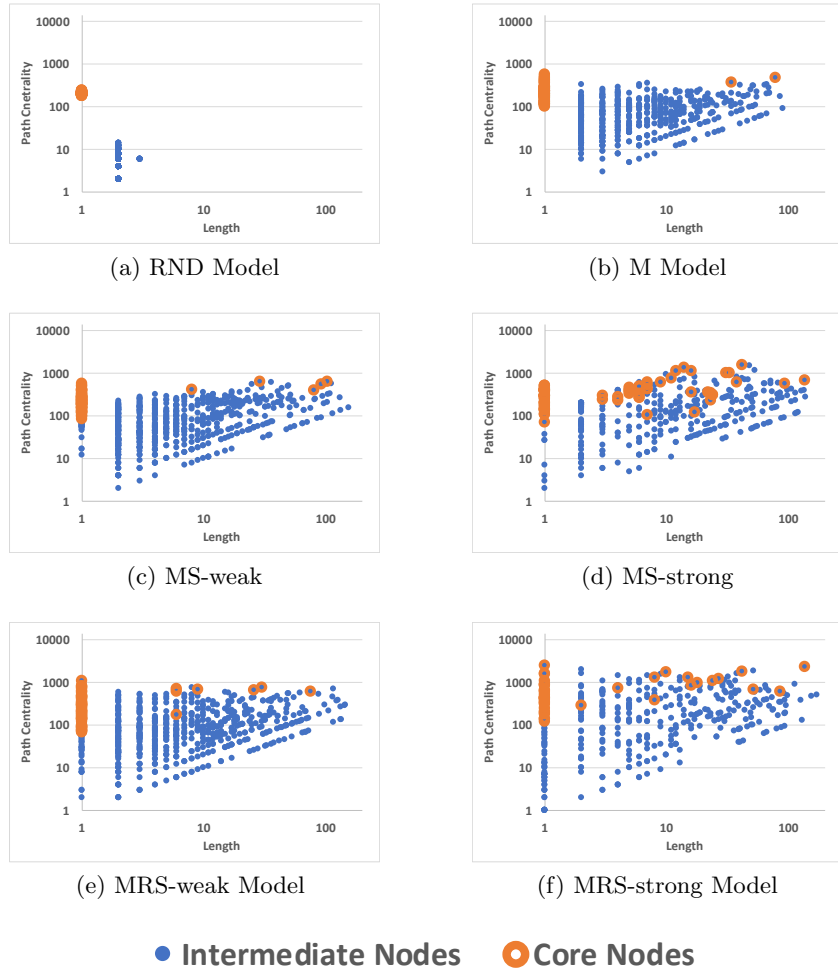 10000
1000
100
10
1
Path Cnetrality
1 10 100
Length
(a) RND Model
10000
1000
100
10
1
Path Centrality
1 10 100
Length
(b) M Model
10000
1000
100
10
1
Path Centrality
1 10 100
Length
(c) MS-weak
10000
1000
100
10
1
Path Centrality
1 10 100
Length
(d) MS-strong
10000
1000
100
10
1
Path Centrality
1 10 100
Length
(e) MRS-weak Model
10000
1000
100
10
1
Path Centrality
1 10 100
Length
(f) MRS-strong Model
Intermediate Nodes Core Nodes